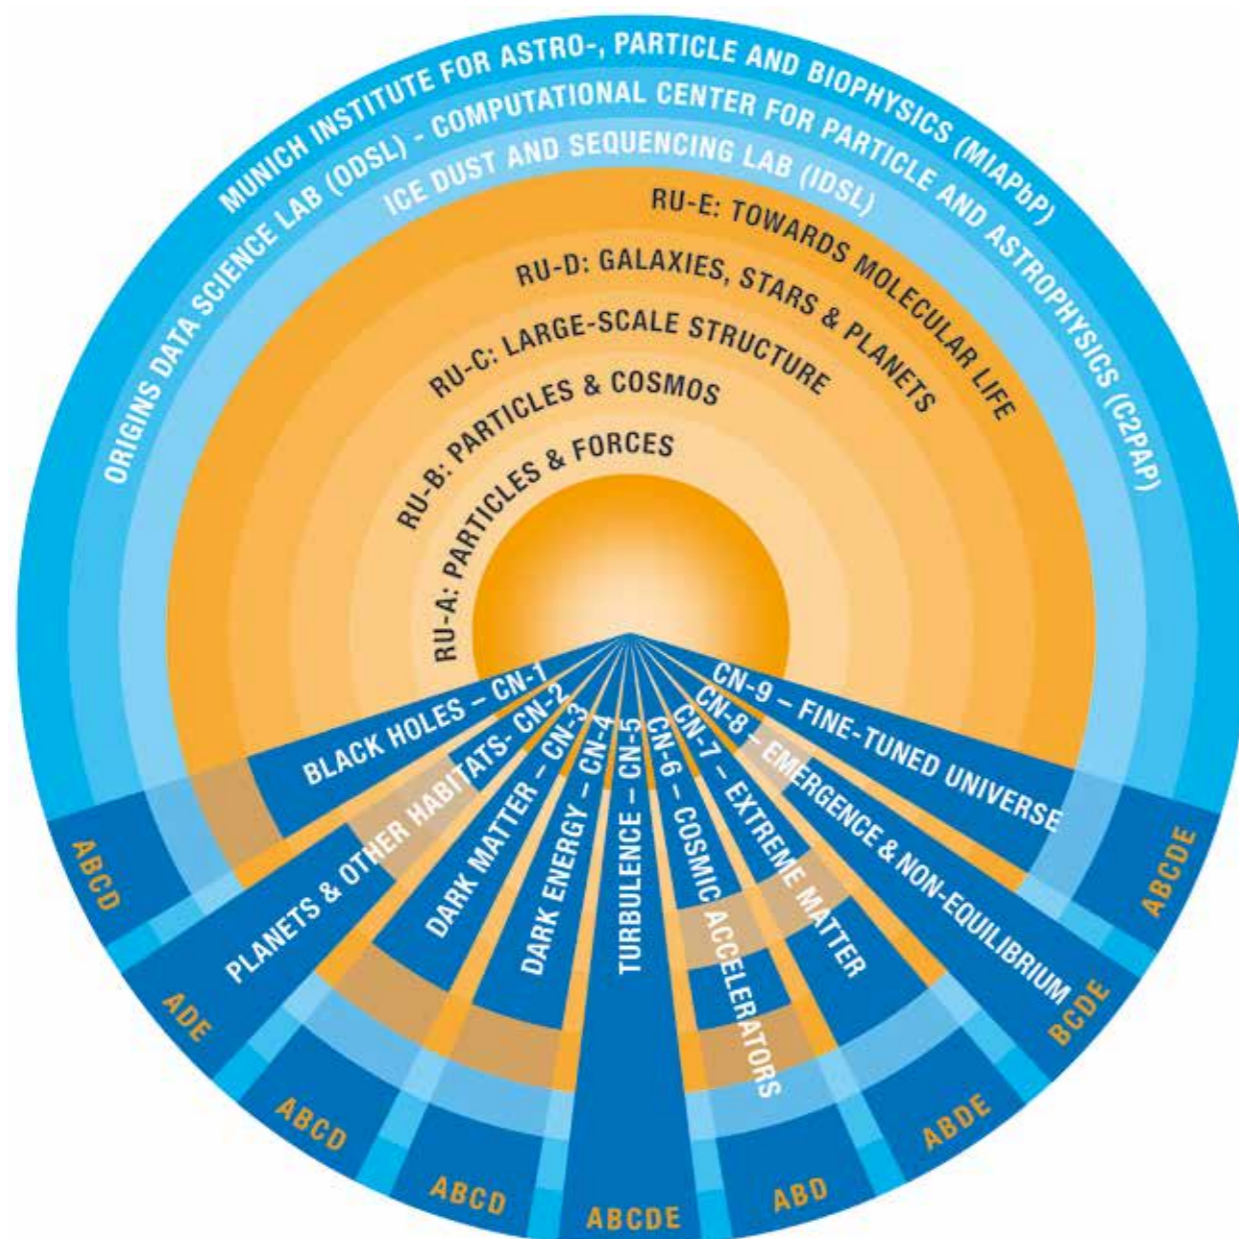 MUNICH INSTITUTE FOR ASTRO-, PARTICLE AND BIOPHYSICS (MIAPbP)
ORIGINS DATA SCIENCE LAB (ODSL) - COMPUTATIONAL CENTER FOR PARTICLE AND ASTROPHYSICS (C2PAP)
ICE DUST AND SEQUENCING LAB (IDSL)
RU-E: TOWARDS MOLECULAR LIFE
RU-D: GALAXIES, STARS & PLANETS
RU-C: LARGE-SCALE STRUCTURE
RU-B: PARTICLES & COSMOS
RU-A: PARTICLES & FORCES
BLACK HOLES – CN-1
PLANETS & OTHER HABITATS- CN-2
DARK MATTER – CN-3
DARK ENERGY – CN-4
TURBULENCE – CN-5
CN-6 – COSMIC ACCELERATORS
CN-7 – EXTREME MATTER
CN-8 – EMERGENCE & NON-EQUILIBRIUM
CN-9 – FINE-TUNED UNIVERSE
ABCD
ADE
ABCD
ABCD
ABCDE
ABD
ABDE
BCDE
ABCDE